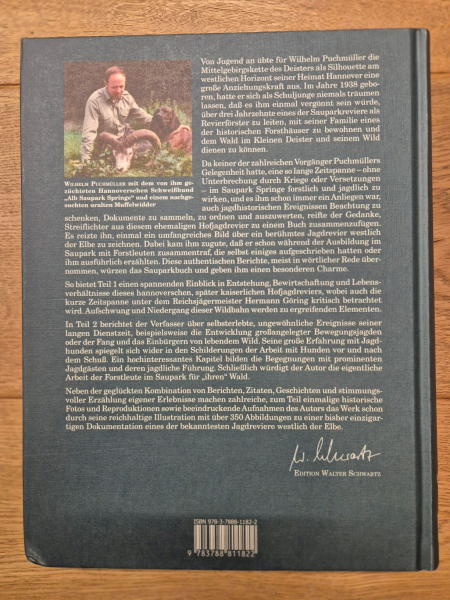 Von Jugend an übte für Wilhelm Puchmüller die
Mittelgebirgskette des Deisters als Silhouette am
westlichen Horizont seiner Heimat Hannover eine
große Anziehungskraft aus. Im Jahre 1938 gebo-
ren, hatte er sich als Schuljunge niemals träumen
lassen, daß es ihm einmal vergönnt sein würde,
über drei Jahrzehnte eines der Sauparkreviere als
Revierförster zu leiten, mit seiner Familie eines
der historischen Forsthäuser zu bewohnen und
dem Wald im Kleinen Deister und seinem Wild
dienen zu können.
Da keiner der zahlreichen Vorgänger Puchmüllers
Gelegenheit hatte, eine so lange Zeitspanne – ohne
Unterbrechung durch Kriege oder Versetzungen
– im Saupark Springe forstlich und jagdlich zu
wirken, und es ihm schon immer ein Anliegen war,
auch jagdhistorischen Ereignissen Beachtung zu
schenken, Dokumente zu sammeln, zu ordnen und auszuwerten, reifte der Gedanke,
Streiflichter aus diesem ehemaligen Hofjagdrevier zu einem Buch zusammenzufügen.
Es reizte ihn, einmal ein umfangreiches Bild über ein berühmtes Jagdrevier westlich
der Elbe zu zeichnen. Dabei kam ihm zugute, daß er schon während der Ausbildung im
Saupark mit Forstleuten zusammentraf, die selbst einiges aufgeschrieben hatten oder
ihm ausführlich erzählten. Diese authentischen Berichte, meist in wörtlicher Rede über-
nommen, würzen das Sauparkbuch und geben ihm einen besonderen Charme.
So bietet Teil 1 einen spannenden Einblick in Entstehung, Bewirtschaftung und Lebens-
verhältnisse dieses hannoverschen, später kaiserlichen Hofjagdreviers, wobei auch die
kurze Zeitspanne unter dem Reichsjägermeister Hermann Göring kritisch betrachtet
wird. Aufschwung und Niedergang dieser Wildbahn werden zu ergreifenden Elementen.
In Teil 2 berichtet der Verfasser über selbsterlebte, ungewöhnliche Ereignisse seiner
langen Dienstzeit, beispielsweise die Entwicklung großangelegter Bewegungsjagden
oder der Fang und das Einbürgern von lebendem Wild. Seine große Erfahrung mit Jagd-
hunden spiegelt sich wider in den Schilderungen der Arbeit mit Hunden vor und nach
dem Schuß. Ein hochinteressantes Kapitel bilden die Begegnungen mit prominenten
Jagdgästen und deren jagdliche Führung. Schließlich würdigt der Autor die eigentliche
Arbeit der Forstleute im Saupark für „ihren“ Wald.
Neben der geglückten Kombination von Berichten, Zitaten, Geschichten und stimmungs-
voller Erzählung eigener Erlebnisse machen zahlreiche, zum Teil einmalige historische
Fotos und Reproduktionen sowie beeindruckende Aufnahmen des Autors das Werk schon
durch seine reichhaltige Illustration mit über 350 Abbildungen zu einer bisher einzigar-
tigen Dokumentation eines der bekanntesten Jagdreviere westlich der Elbe.
WILHELM PUCHMÜLLER mit dem von ihm ge-
züchteten Hannoverschen Schweißhund
„Alb Saupark Springe“ und einem nachge-
suchten uralten Muffelwidder
W. Schwartz
EDITION WALTER SCHWARTZ
ISBN 978-3-7888-1182-2
9 783788 811822